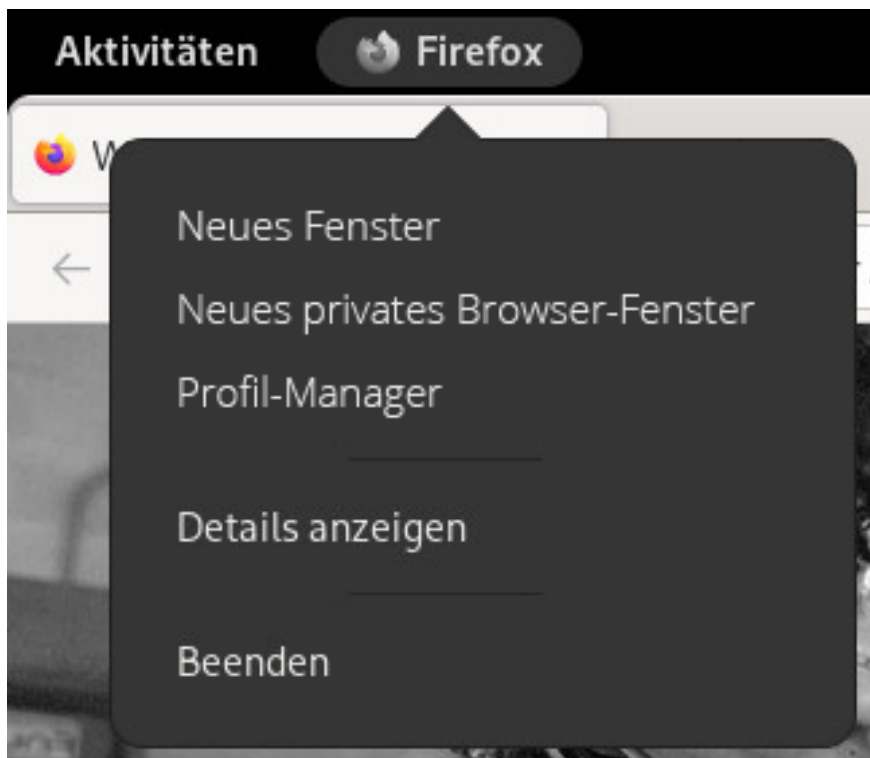 Aktivitäten Firefox
Neues Fenster
Neues privates Browser-Fenster
Profil-Manager
Details anzeigen
Beenden